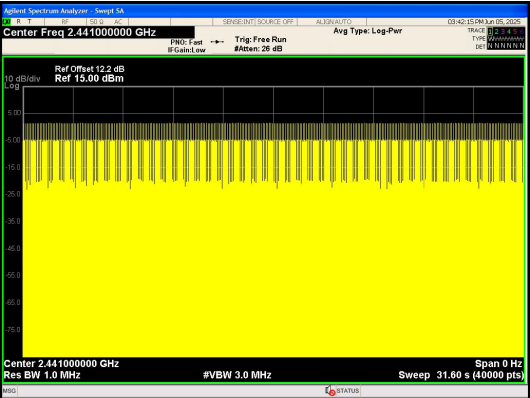 Agilent Spectrum Analyzer - Swept SA
R T RF 50 Ω AC SENSE:INT SOURCE OFF ALIGNAUTO 03:42:15 PM Jun 05, 2025
Center Freq 2.441000000 GHz Avg Type: Log-Pwr TRACE 1 2 3 4 5 6
PNO: Fast Trig: Free Run TYPE
IFGain:Low #Atten: 26 dB DET N N N N N N
Ref Offset 12.2 dB
10 dB/div Ref 15.00 dBm
Log
5.00
-5.00
-15.0
-25.0
-35.0
-45.0
-55.0
-65.0
-75.0
Center 2.441000000 GHz Span 0 Hz
Res BW 1.0 MHz #VBW 3.0 MHz Sweep 31.60 s (40000 pts)
MSG STATUS